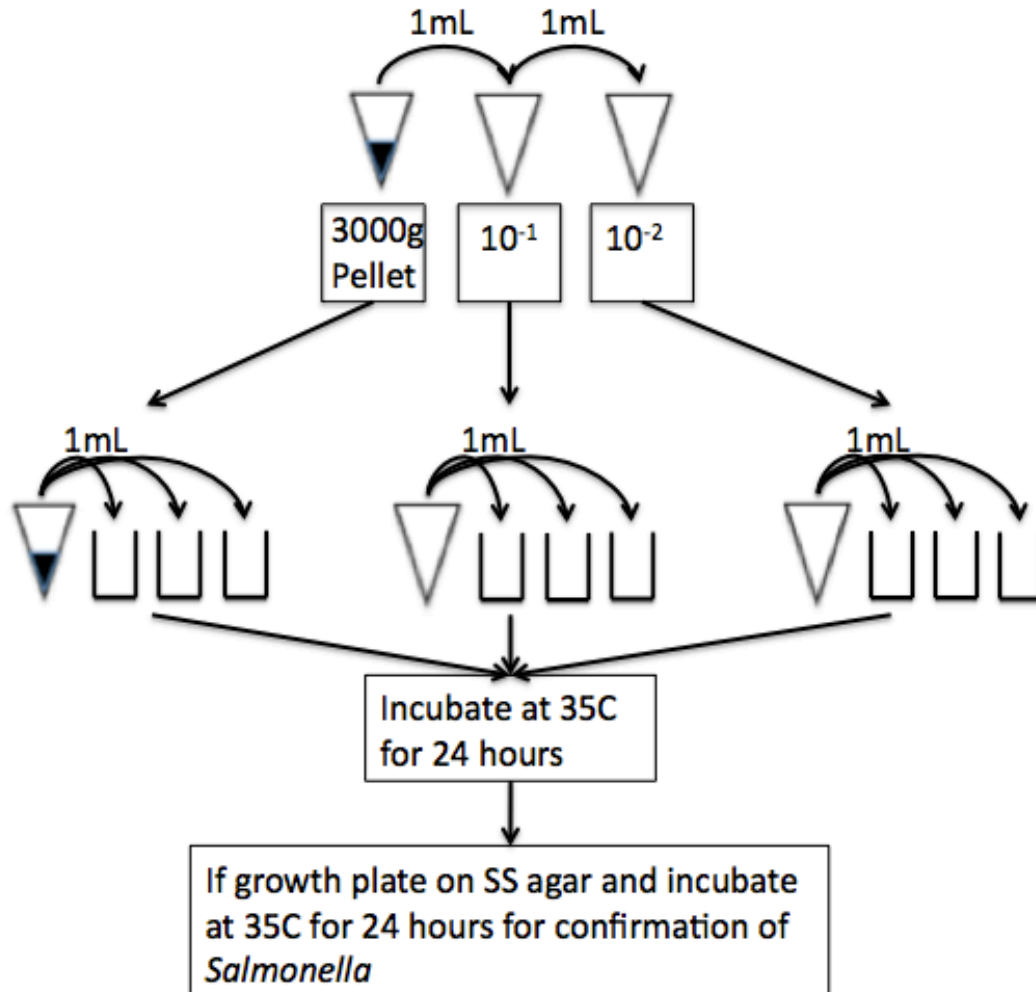 1mL 1mL
3000g
Pellet
10⁻¹
10⁻²
1mL
1mL
1mL
Incubate at 35C
for 24 hours
If growth plate on SS agar and incubate
at 35C for 24 hours for confirmation of
Salmonella